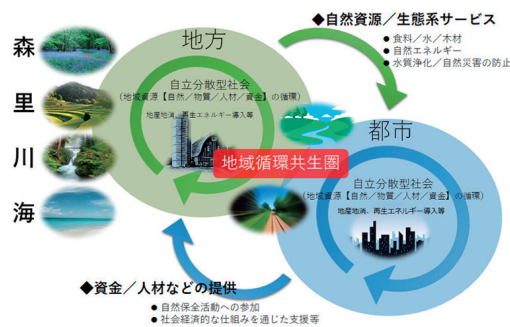 ◆自然資源／生態系サービス
● 食料／水／木材
● 自然エネルギー
● 水質浄化／自然災害の防止
森
里
川
海
地方
自立分散型社会
（地域資源【自然／物質／人材／資金】の循環）
地産地消、再生エネルギー導入等
地域循環共生圏
都市
自立分散型社会
（地域資源【自然／物質／人材／資金】の循環）
地産地消、再生エネルギー導入等
◆資金／人材などの提供
● 自然保全活動への参加
● 社会経済的な仕組みを通じた支援等